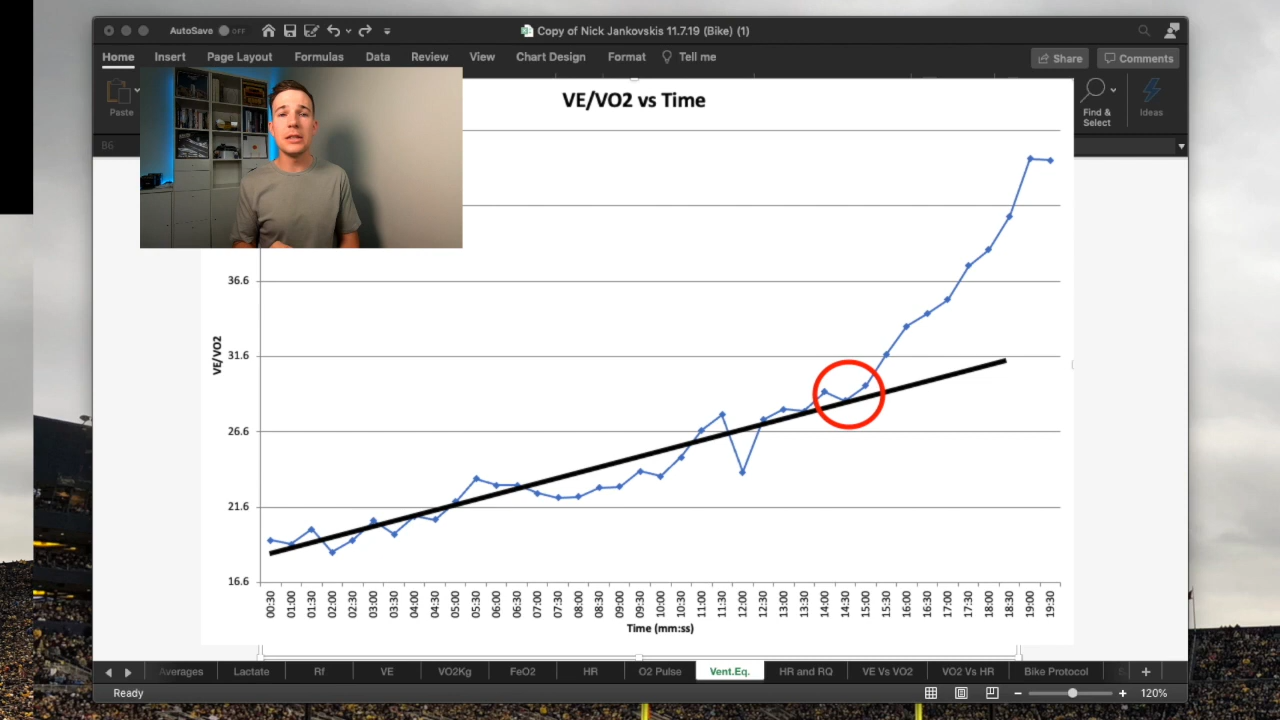 AutoSave OFF
Copy of Nick Jankovskis 11.7.19 (Bike) (1)
Home Insert Page Layout Formulas Data Review View Chart Design Format Tell me
Share Comments
Paste
Find & Select
Ideas
B6
VE/VO2 vs Time
36.6
31.6
26.6
21.6
16.6
VE/VO2
00:30 01:00 01:30 02:00 02:30 03:00 03:30 04:00 04:30 05:00 05:30 06:00 06:30 07:00 07:30 08:00 08:30 09:00 09:30 10:00 10:30 11:00 11:30 12:00 12:30 13:00 13:30 14:00 14:30 15:00 15:30 16:00 16:30 17:00 17:30 18:00 18:30 19:00 19:30
Time (mm:ss)
Averages Lactate Rf VE VO2Kg FeO2 HR O2 Pulse Vent.Eq. HR and RQ VE Vs VO2 VO2 Vs HR Bike Protocol
Ready
120%